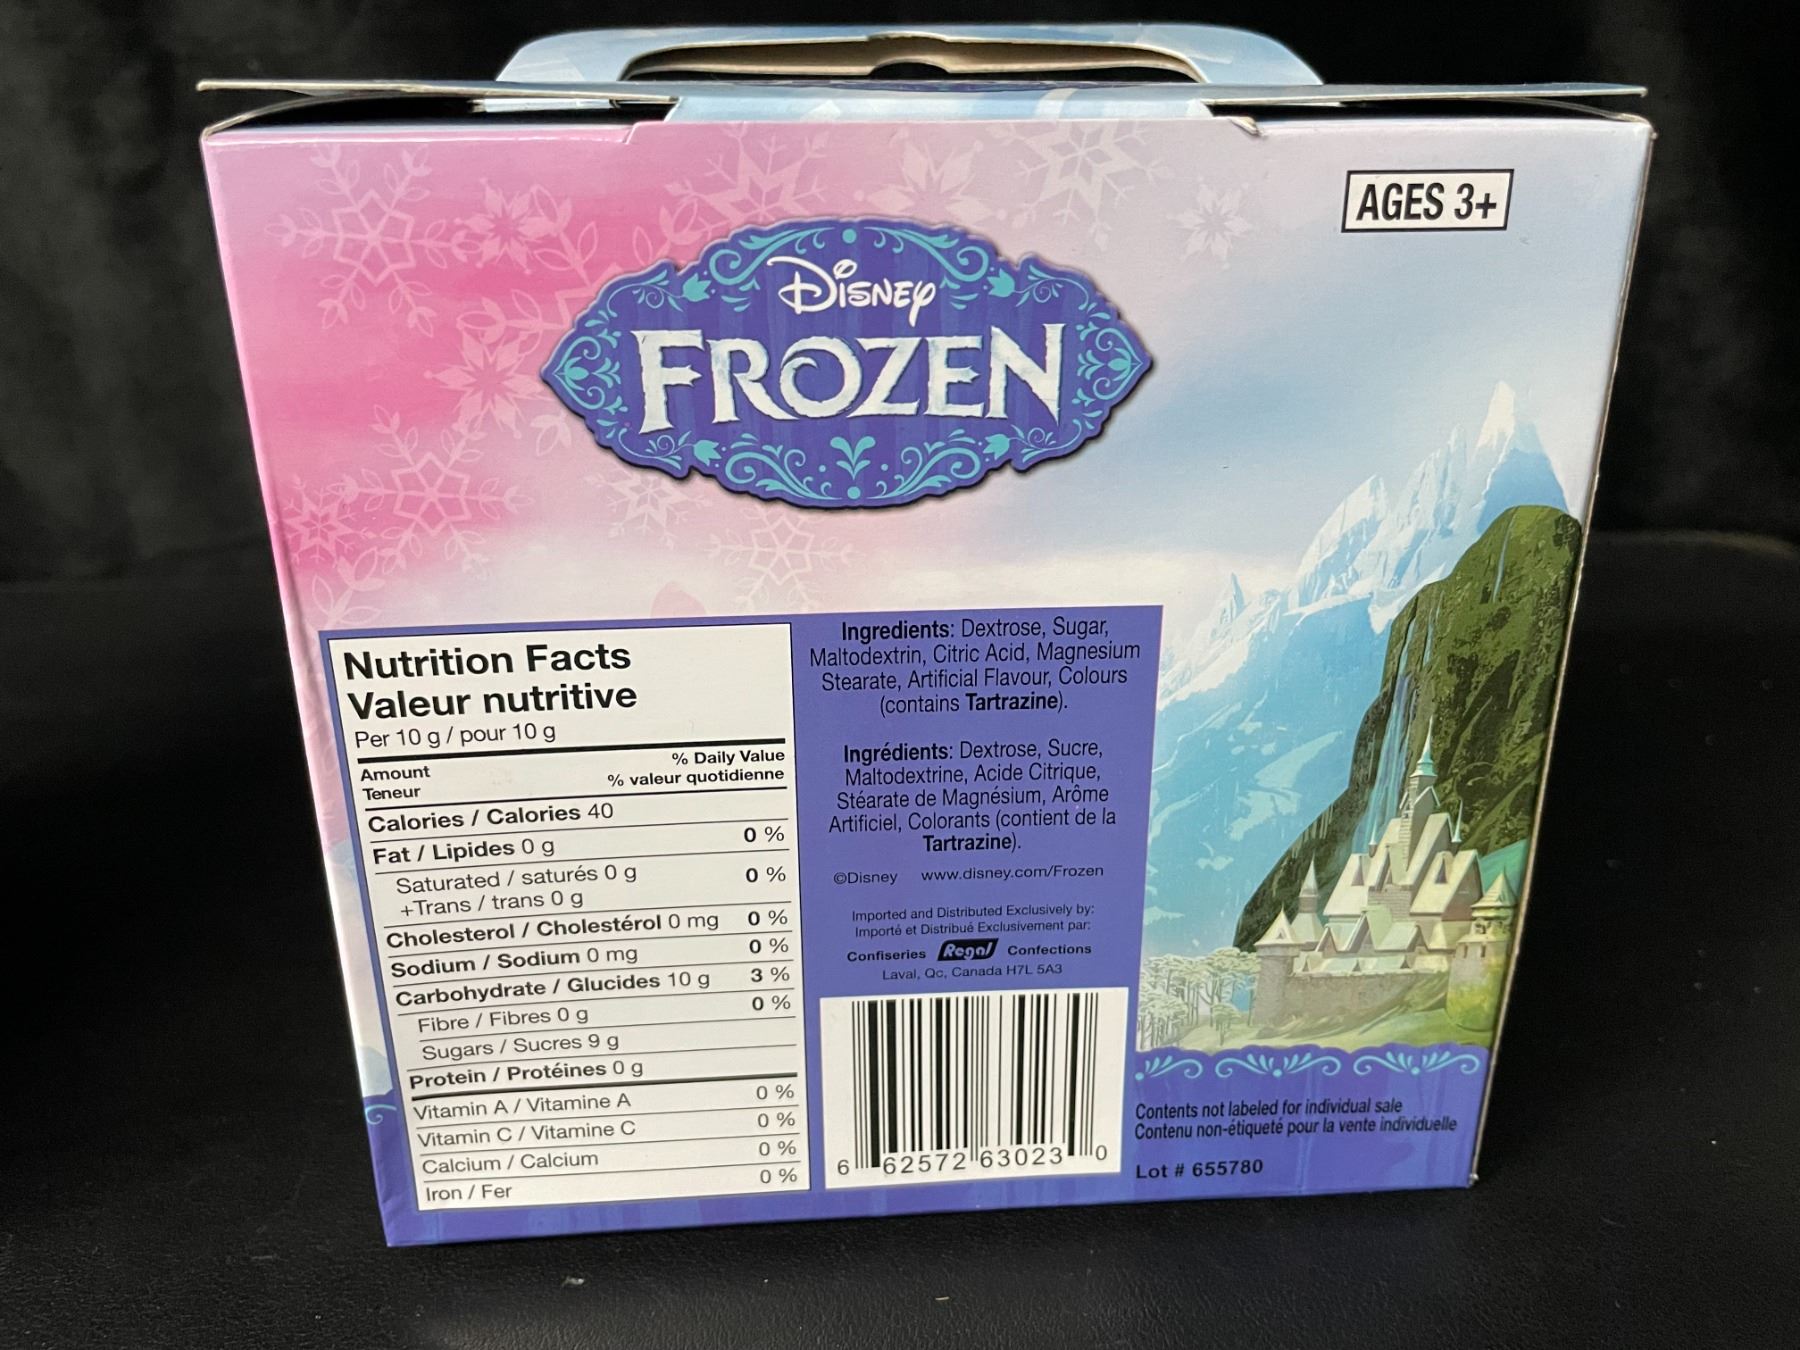 AGES 3+
Disney
FROZEN
Nutrition Facts
Valeur nutritive
Per 10 g / pour 10 g
Amount % Daily Value
Teneur % valeur quotidienne
Calories / Calories 40
Fat / Lipides 0 g 0 %
Saturated / saturés 0 g 0 %
+Trans / trans 0 g
Cholesterol / Cholestérol 0 mg 0 %
Sodium / Sodium 0 mg 0 %
Carbohydrate / Glucides 10 g 3 %
Fibre / Fibres 0 g 0 %
Sugars / Sucres 9 g
Protein / Protéines 0 g
Vitamin A / Vitamine A 0 %
Vitamin C / Vitamine C 0 %
Calcium / Calcium 0 %
Iron / Fer 0 %
Ingredients: Dextrose, Sugar,
Maltodextrin, Citric Acid, Magnesium
Stearate, Artificial Flavour, Colours
(contains Tartrazine).
Ingrédients: Dextrose, Sucre,
Maltodextrine, Acide Citrique,
Stéarate de Magnésium, Arôme
Artificiel, Colorants (contient de la
Tartrazine).
©Disney www.disney.com/Frozen
Imported and Distributed Exclusively by:
Importé et Distribué Exclusivement par:
Confiseries Regal Confections
Laval, Qc, Canada H7L 5A3
6 62572 63023 0
Contents not labeled for individual sale
Contenu non-étiqueté pour la vente individuelle
Lot # 655780